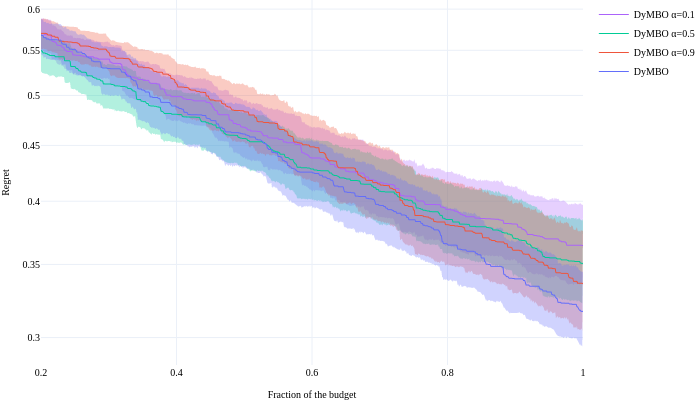 0.6
0.55
0.5
0.45
0.4
0.35
0.3
Regret
0.2
0.4
0.6
0.8
1
Fraction of the budget
DyMBO α=0.1
DyMBO α=0.5
DyMBO α=0.9
DyMBO